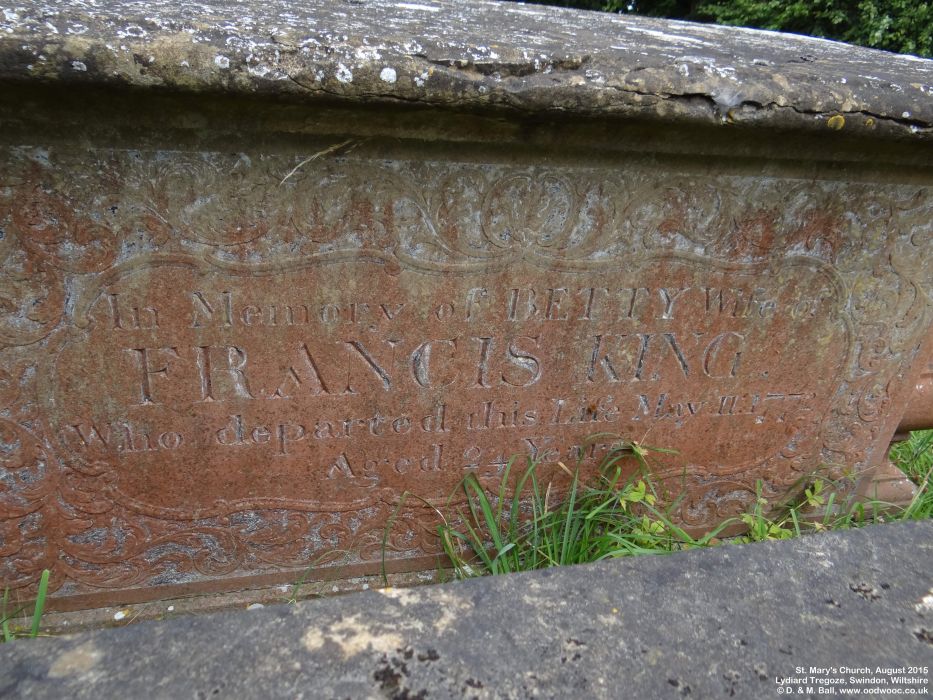 In Memory of BETTY Wife of
FRANCIS KING.
Who departed this Life May 11. 177
Aged 24 Years
St. Mary's Church, August 2015
Lydiard Tregoze, Swindon, Wiltshire
© D. & M. Ball, www.oodwooc.co.uk